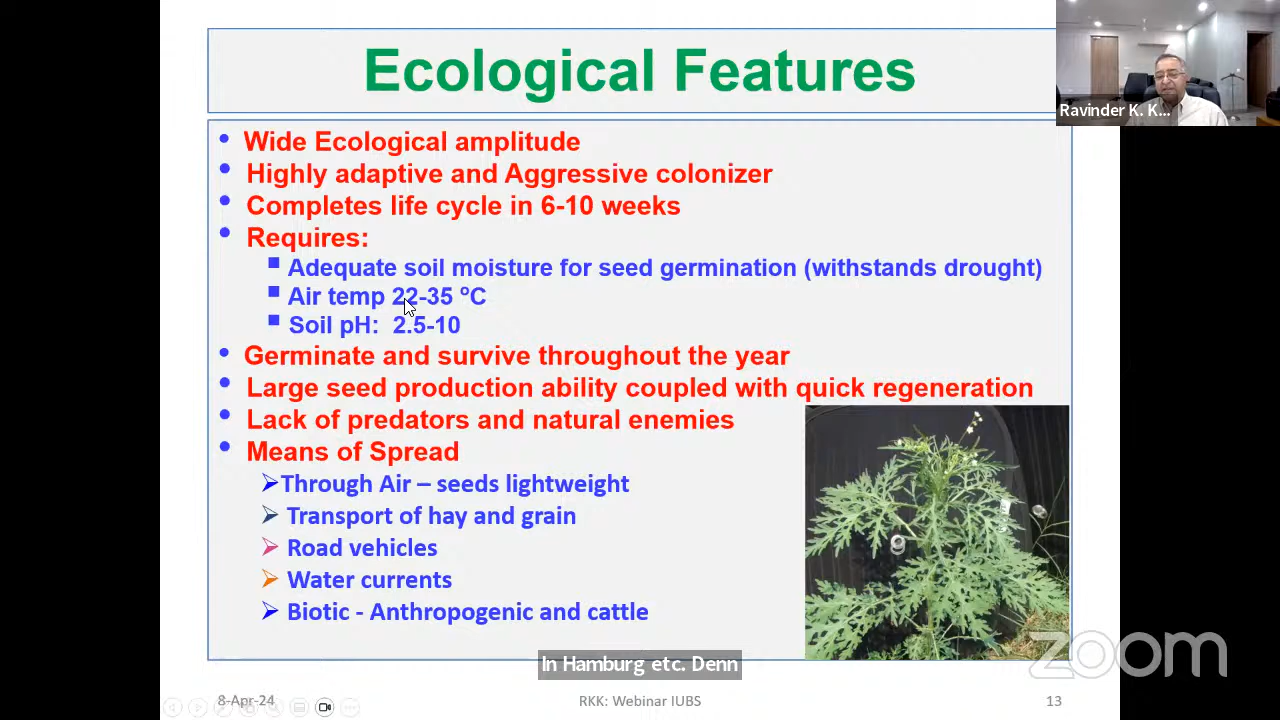 Ecological Features
Ravinder K. K...
• Wide Ecological amplitude
• Highly adaptive and Aggressive colonizer
• Completes life cycle in 6-10 weeks
• Requires:
▪ Adequate soil moisture for seed germination (withstands drought)
▪ Air temp 22-35 ºC
▪ Soil pH: 2.5-10
• Germinate and survive throughout the year
• Large seed production ability coupled with quick regeneration
• Lack of predators and natural enemies
• Means of Spread
➢Through Air – seeds lightweight
➢ Transport of hay and grain
➢ Road vehicles
➢ Water currents
➢ Biotic - Anthropogenic and cattle
zoom
In Hamburg etc. Denn
8-Apr-24
RKK: Webinar IUBS
13